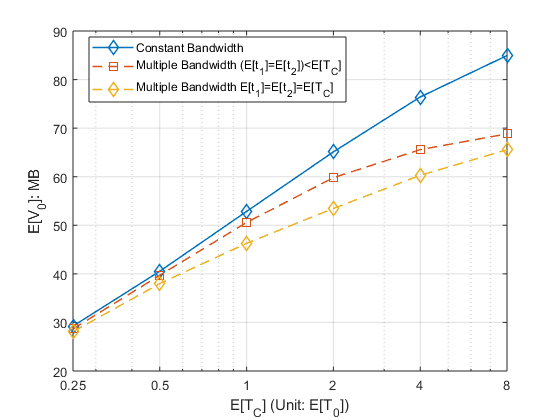 90
80
70
60
50
40
30
20
E[V0]: MB
Constant Bandwidth
Multiple Bandwidth (E[t1]=E[t2])<E[TC]
Multiple Bandwidth E[t1]=E[t2]=E[TC]
0.25 0.5 1 2 4 8
E[TC] (Unit: E[T0])